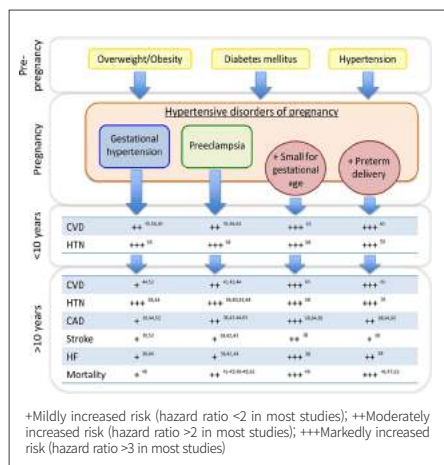 Pre-
pregnancy
Overweight/Obesity
Diabetes mellitus
Hypertension
Pregnancy
Hypertensive disorders of pregnancy
Gestational
hypertension
Preeclampsia
+ Small for
gestational
age
+ Preterm
delivery
<10 years
CVD ++ ++ +++ +++
HTN +++ +++ +++ +++
>10 years
CVD + ++ +++ +++
HTN +++ +++ +++ +++
CAD + ++ +++ ++
Stroke + + ++ +
HF + + +++ ++
Mortality + ++ +++ +++
+Mildly increased risk (hazard ratio <2 in most studies); ++Moderately
increased risk (hazard ratio >2 in most studies); +++Markedly increased
risk (hazard ratio >3 in most studies)